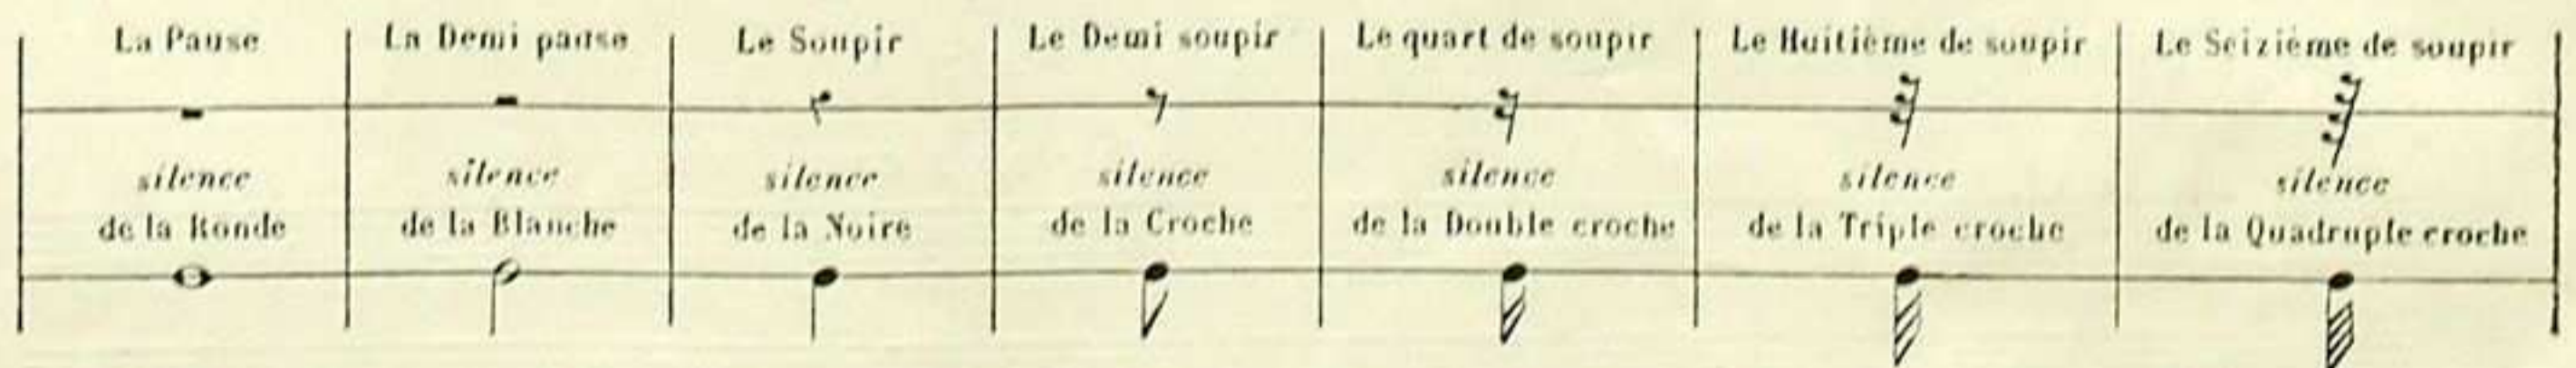 La Pause
La Demi pause
Le Soupir
Le Demi soupir
Le quart de soupir
Le Huitième de soupir
Le Seizième de soupir
silence
de la Ronde
silence
de la Blanche
silence
de la Noire
silence
de la Croche
silence
de la Double croche
silence
de la Triple croche
silence
de la Quadruple croche